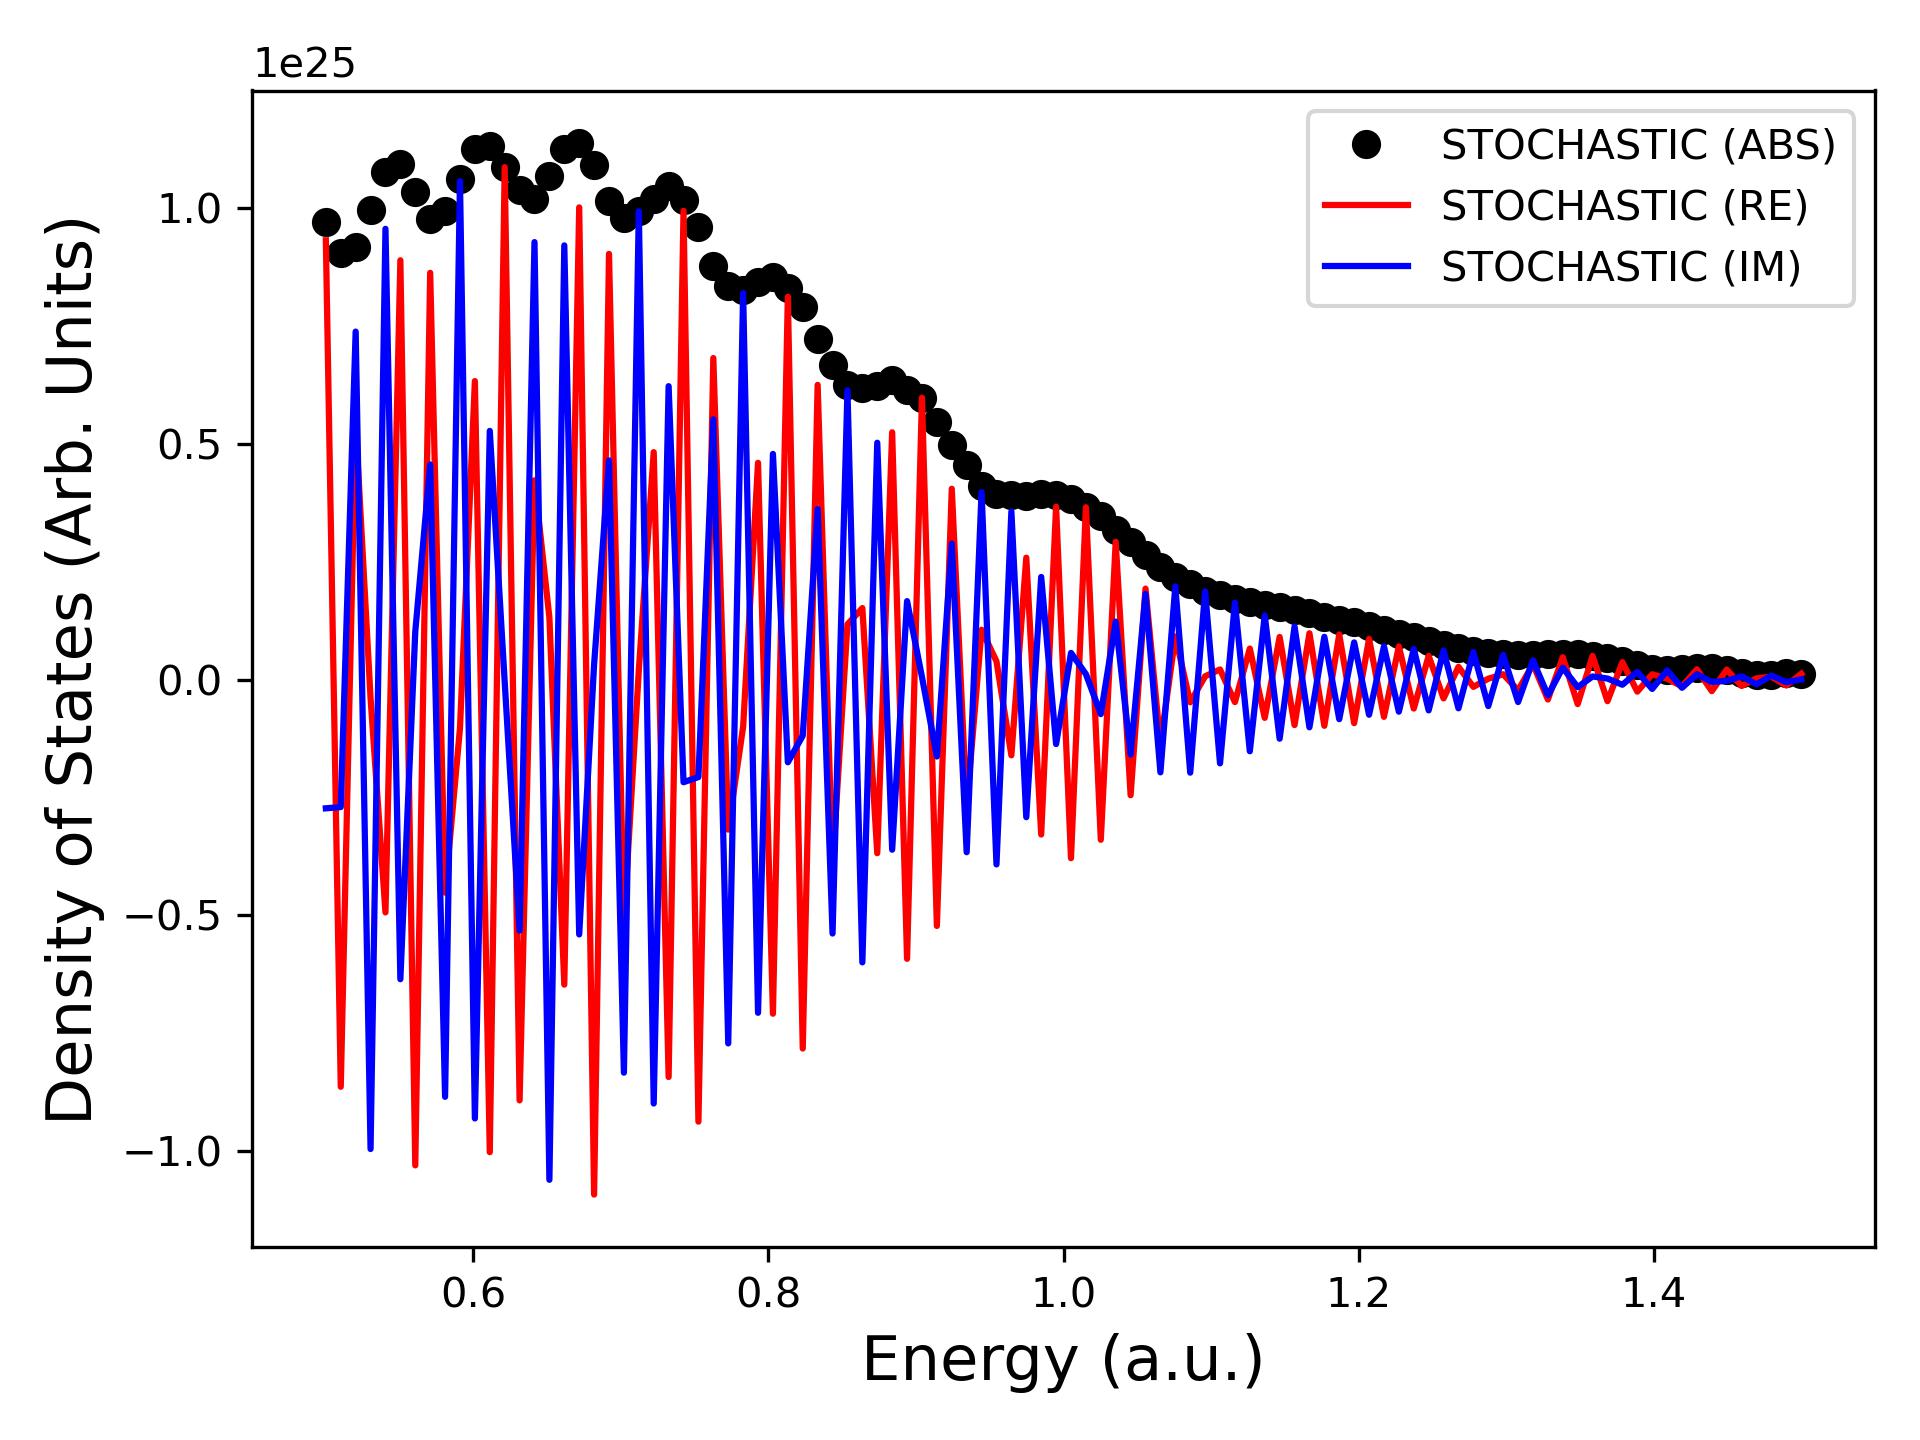 1e25
STOCHASTIC (ABS)
STOCHASTIC (RE)
STOCHASTIC (IM)
Density of States (Arb. Units)
1.0
0.5
0.0
−0.5
−1.0
0.6 0.8 1.0 1.2 1.4
Energy (a.u.)